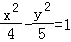 x²/4 - y²/5 = 1